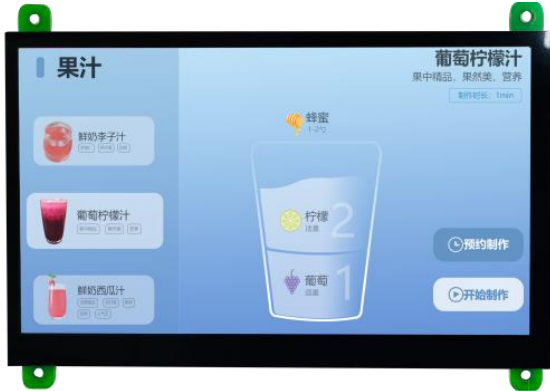 果汁
鲜奶李子汁
葡萄柠檬汁
鲜奶西瓜汁
蜂蜜
1-2勺
柠檬
适量
2
葡萄
适量
1
葡萄柠檬汁
果中精品，果然美，营养
制作时长：1min
预约制作
开始制作